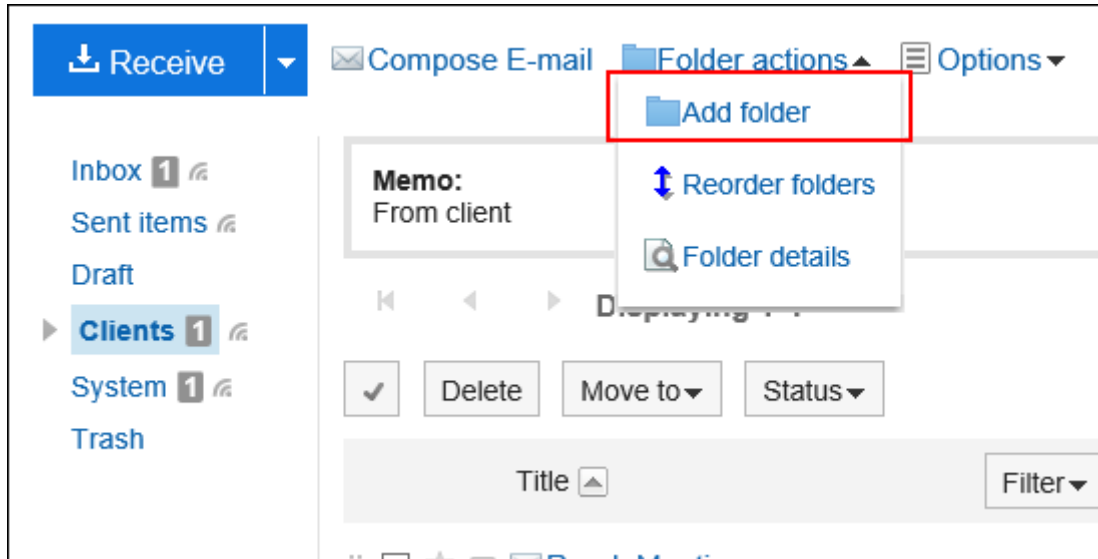 Receive
Compose E-mail
Folder actions
Options
Add folder
Reorder folders
Folder details
Inbox 1
Sent items
Draft
Clients 1
System 1
Trash
Memo:
From client
Displaying
Delete
Move to
Status
Title
Filter